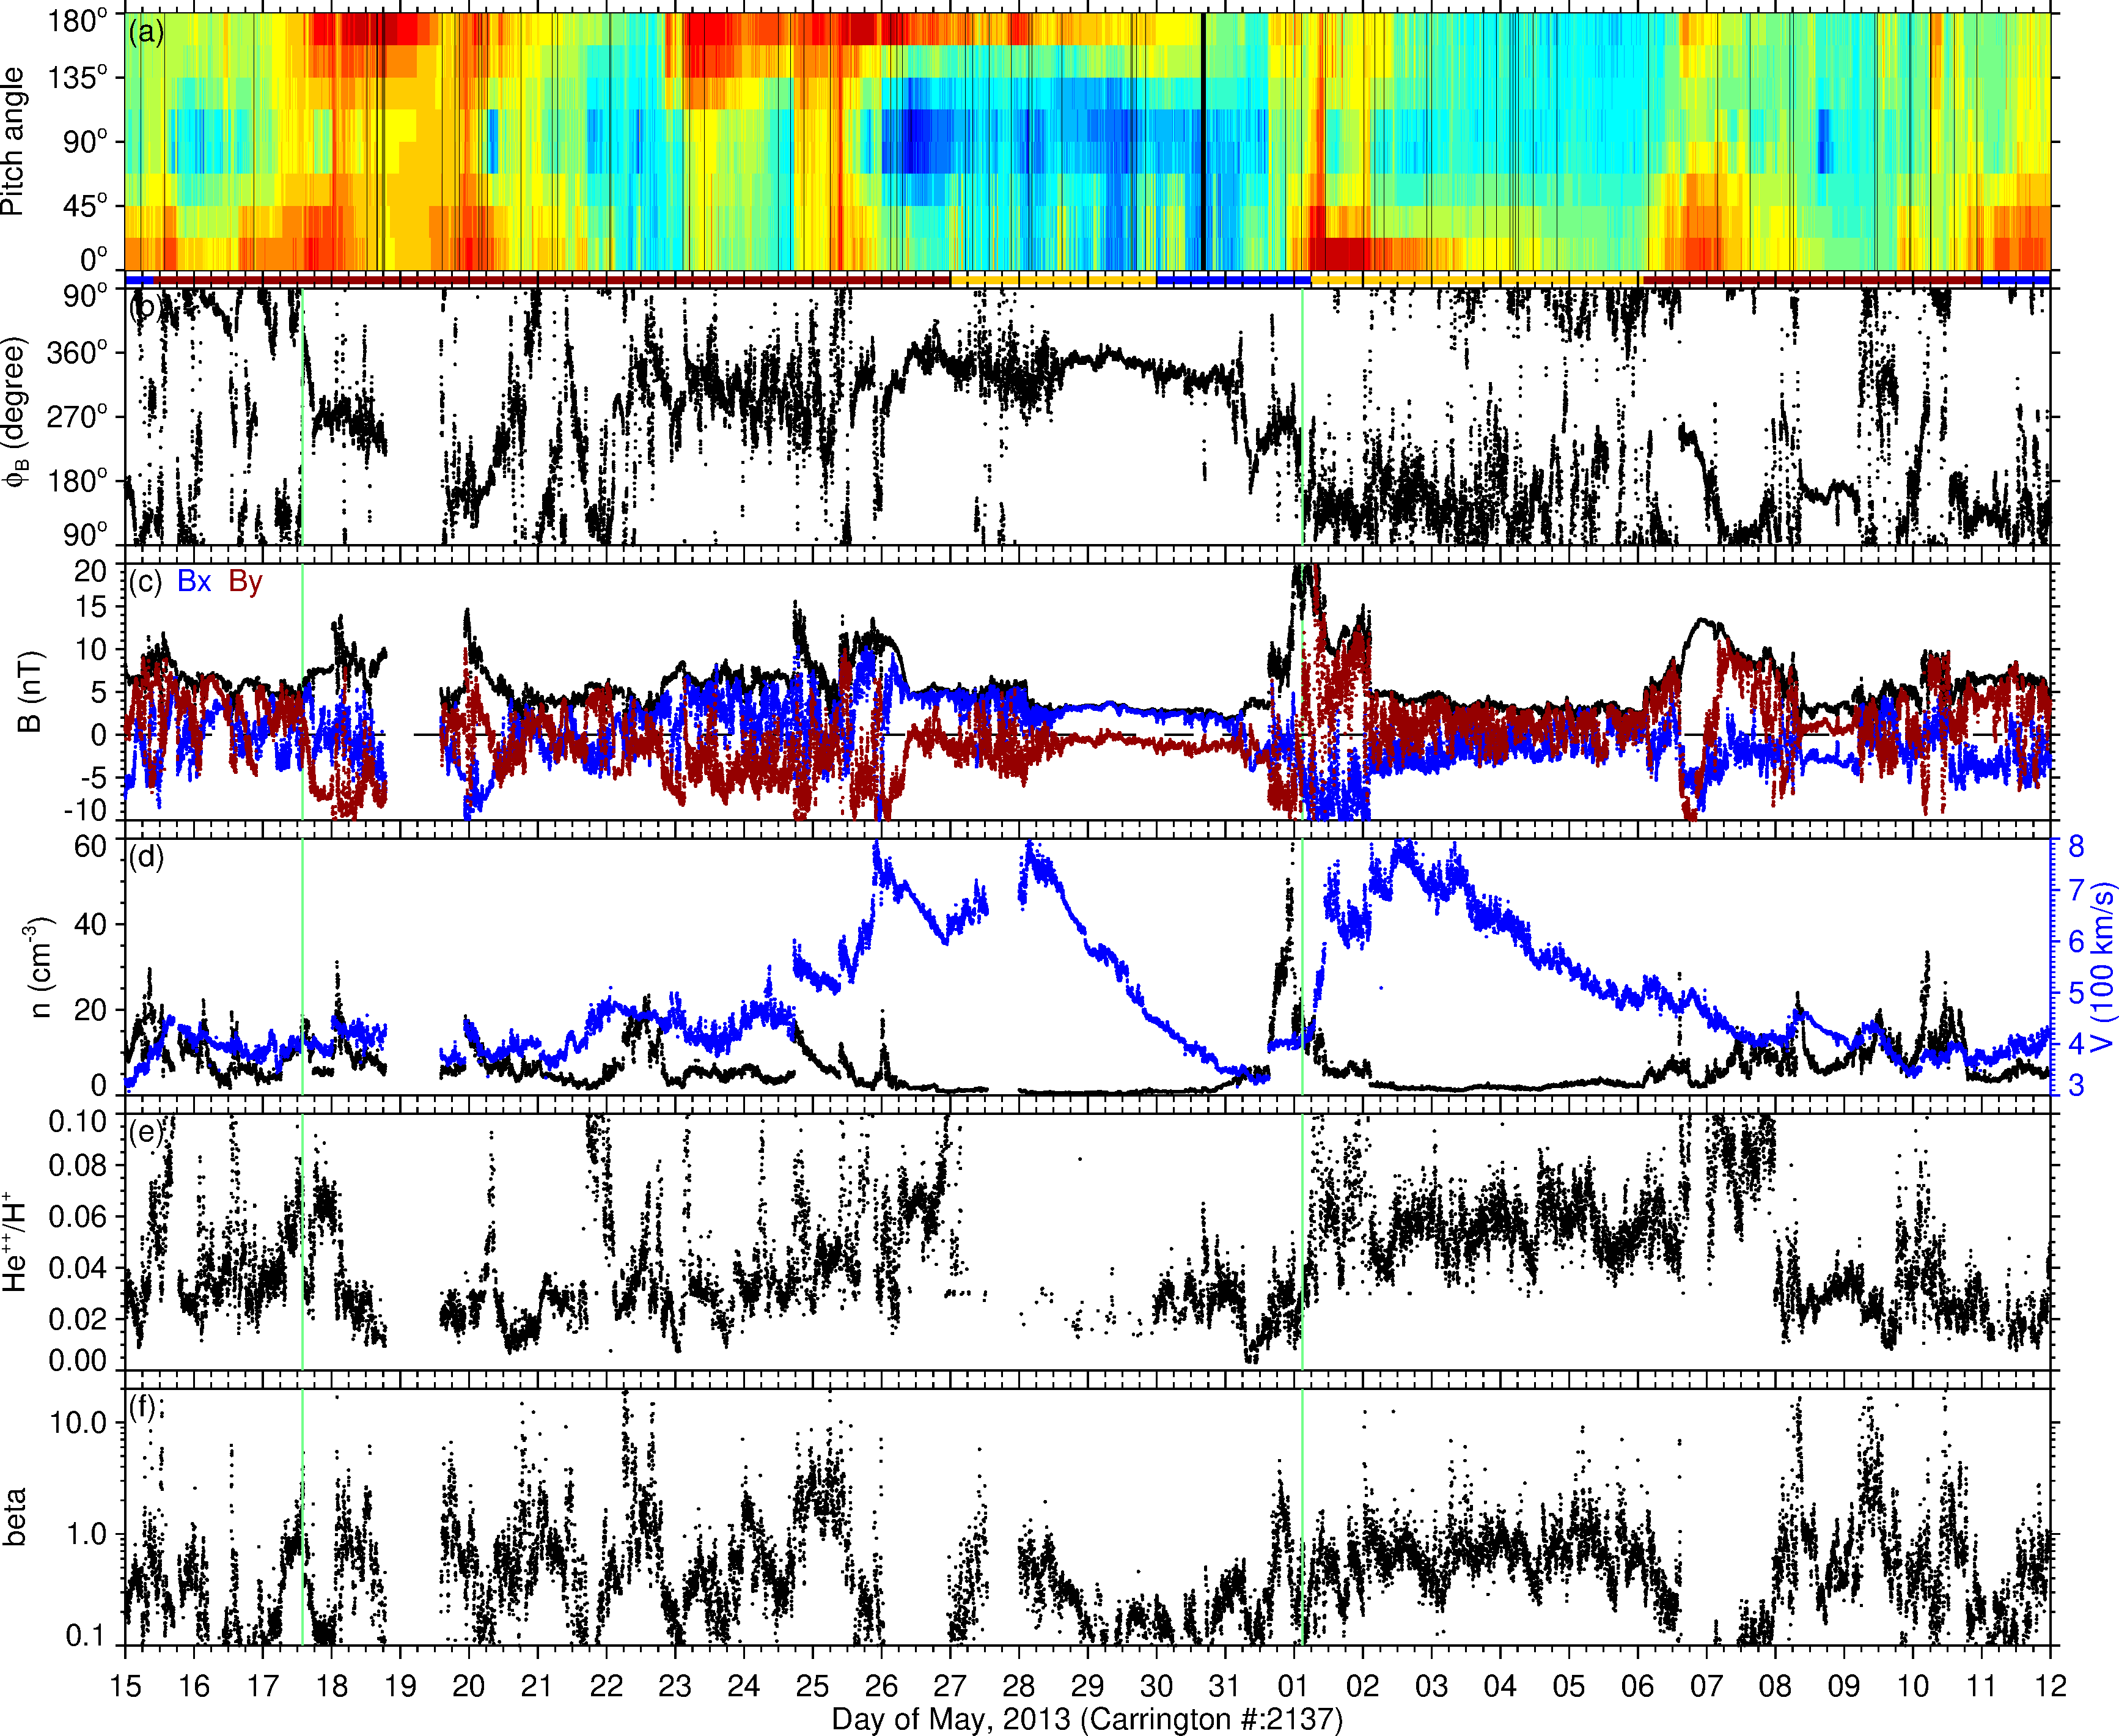 (a)
180°
135°
90°
45°
0°
Pitch angle
(b)
90°
360°
270°
180°
90°
ϕB (degree)
(c) Bx By
20
15
10
5
0
-5
-10
B (nT)
(d)
60
40
20
0
n (cm-3)
8
7
6
5
4
3
V (100 km/s)
(e)
0.10
0.08
0.06
0.04
0.02
0.00
He++/H+
(f)
10.0
1.0
0.1
beta
15 16 17 18 19 20 21 22 23 24 25 26 27 28 29 30 31 01 02 03 04 05 06 07 08 09 10 12
Day of May, 2013 (Carrington #:2137)